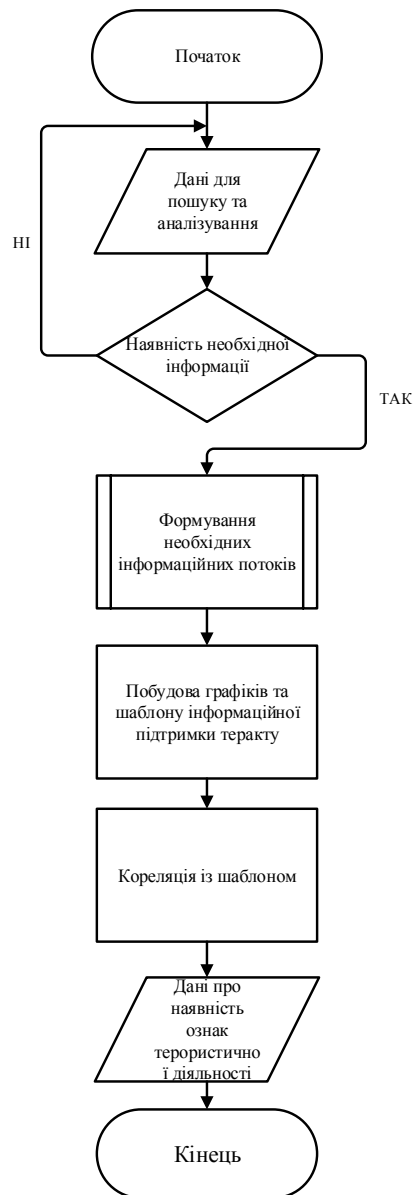 Початок
Дані для
пошуку та
аналізування
НІ
Наявність необхідної
інформації
ТАК
Формування
необхідних
інформаційних потоків
Побудова графіків та
шаблону інформаційної
підтримки теракту
Кореляція із шаблоном
Дані про
наявність
ознак
терористично
ї діяльності
Кінець